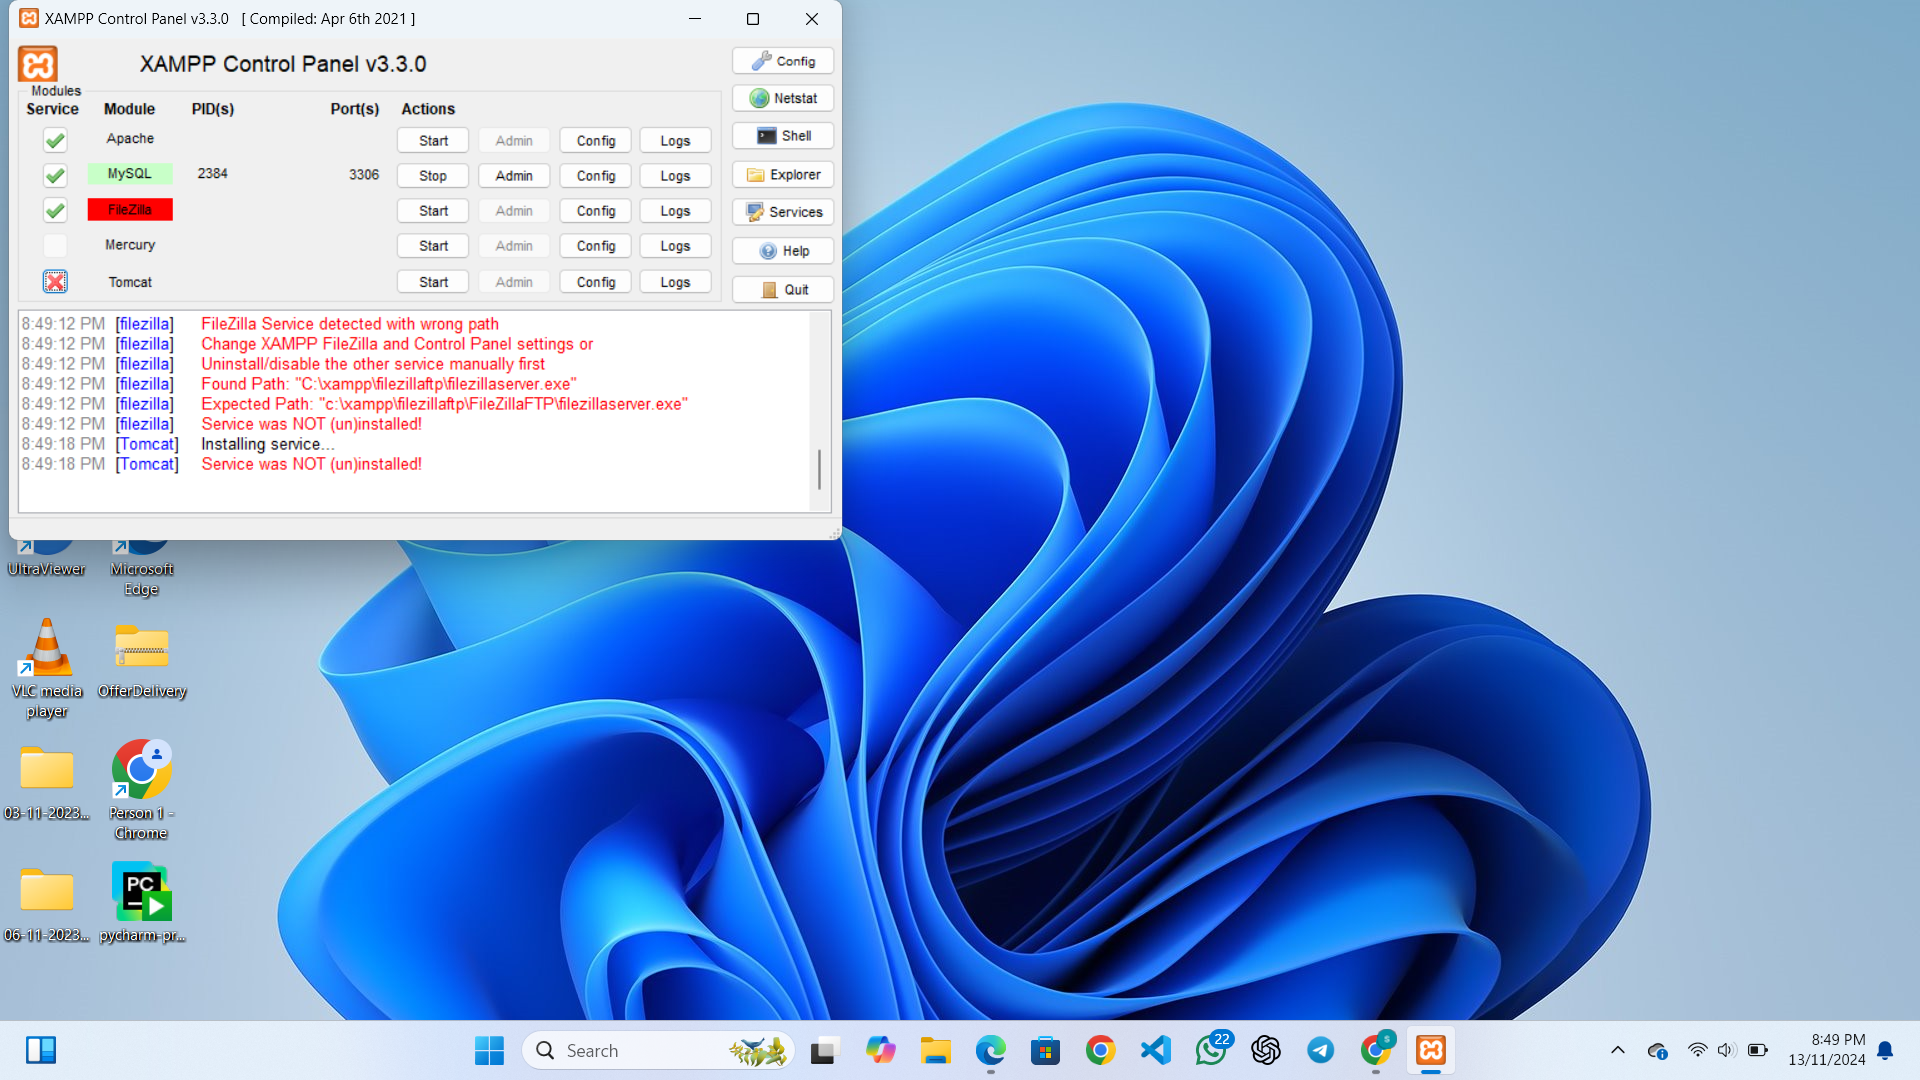 XAMPP Control Panel v3.3.0 [ Compiled: Apr 6th 2021 ]
XAMPP Control Panel v3.3.0
Config
Modules
Service Module PID(s) Port(s) Actions
Netstat
Apache Start Admin Config Logs
Shell
MySQL 2384 3306 Stop Admin Config Logs
Explorer
FileZilla Start Admin Config Logs
Services
Mercury Start Admin Config Logs
Help
Tomcat Start Admin Config Logs
Quit
8:49:12 PM [filezilla] FileZilla Service detected with wrong path
8:49:12 PM [filezilla] Change XAMPP FileZilla and Control Panel settings or
8:49:12 PM [filezilla] Uninstall/disable the other service manually first
8:49:12 PM [filezilla] Found Path: "C:\xampp\filezillaftp\filezillaserver.exe"
8:49:12 PM [filezilla] Expected Path: "c:\xampp\filezillaftp\FileZillaFTP\filezillaserver.exe"
8:49:12 PM [filezilla] Service was NOT (un)installed!
8:49:18 PM [Tomcat] Installing service...
8:49:18 PM [Tomcat] Service was NOT (un)installed!
UltraViewer
Microsoft
Edge
VLC media
player
OfferDelivery
03-11-2023...
Person 1 -
Chrome
PC
06-11-2023...
pycharm-pr...
Search
22
S
8:49 PM
13/11/2024